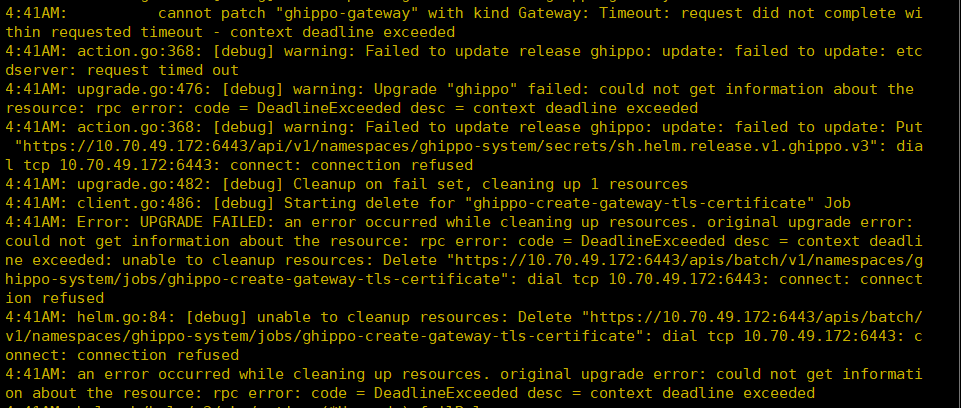 4:41AM:          cannot patch "ghippo-gateway" with kind Gateway: Timeout: request did not complete wi
thin requested timeout - context deadline exceeded
4:41AM: action.go:368: [debug] warning: Failed to update release ghippo: update: failed to update: etc
dserver: request timed out
4:41AM: upgrade.go:476: [debug] warning: Upgrade "ghippo" failed: could not get information about the
resource: rpc error: code = DeadlineExceeded desc = context deadline exceeded
4:41AM: action.go:368: [debug] warning: Failed to update release ghippo: update: failed to update: Put
 "https://10.70.49.172:6443/api/v1/namespaces/ghippo-system/secrets/sh.helm.release.v1.ghippo.v3": dia
l tcp 10.70.49.172:6443: connect: connection refused
4:41AM: upgrade.go:482: [debug] Cleanup on fail set, cleaning up 1 resources
4:41AM: client.go:486: [debug] Starting delete for "ghippo-create-gateway-tls-certificate" Job
4:41AM: Error: UPGRADE FAILED: an error occurred while cleaning up resources. original upgrade error:
could not get information about the resource: rpc error: code = DeadlineExceeded desc = context deadli
ne exceeded: unable to cleanup resources: Delete "https://10.70.49.172:6443/apis/batch/v1/namespaces/g
hippo-system/jobs/ghippo-create-gateway-tls-certificate": dial tcp 10.70.49.172:6443: connect: connect
ion refused
4:41AM: helm.go:84: [debug] unable to cleanup resources: Delete "https://10.70.49.172:6443/apis/batch/
v1/namespaces/ghippo-system/jobs/ghippo-create-gateway-tls-certificate": dial tcp 10.70.49.172:6443: c
onnect: connection refused
4:41AM: an error occurred while cleaning up resources. original upgrade error: could not get informati
on about the resource: rpc error: code = DeadlineExceeded desc = context deadline exceeded